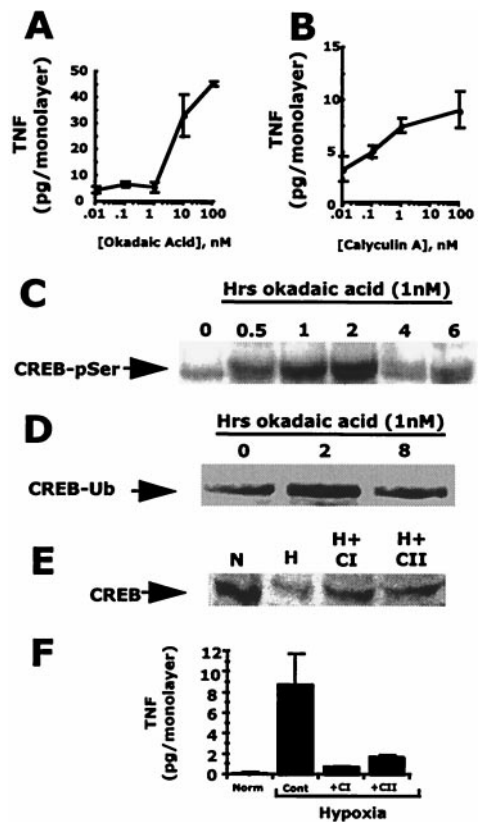 A
TNF
(pg/monolayer)
50
40
30
20
10
0
.01 .1 1 10 100
[Okadaic Acid], nM
B
TNF
(pg/monolayer)
15
10
5
0
.01 .1 1 10 100
[Calyculin A], nM
C
Hrs okadaic acid (1nM)
0 0.5 1 2 4 6
CREB-pSer
D
Hrs okadaic acid (1nM)
0 2 8
CREB-Ub
E
N H H+ CI H+ CII
CREB
F
TNF
(pg/monolayer)
12
10
8
6
4
2
0
Norm Cont +CI +CII
Hypoxia